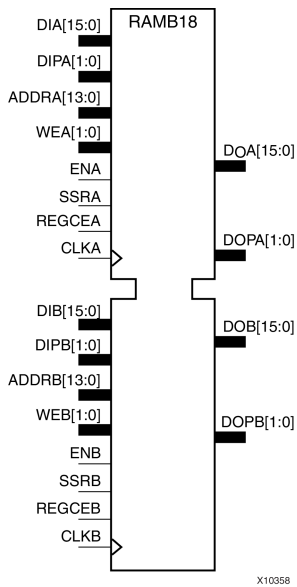 RAMB18
DIA[15:0]
DIPA[1:0]
ADDRA[13:0]
WEA[1:0]
ENA
SSRA
REGCEA
CLKA
DOA[15:0]
DOPA[1:0]
DIB[15:0]
DIPB[1:0]
ADDRB[13:0]
WEB[1:0]
ENB
SSRB
REGCEB
CLKB
DOB[15:0]
DOPB[1:0]
X10358